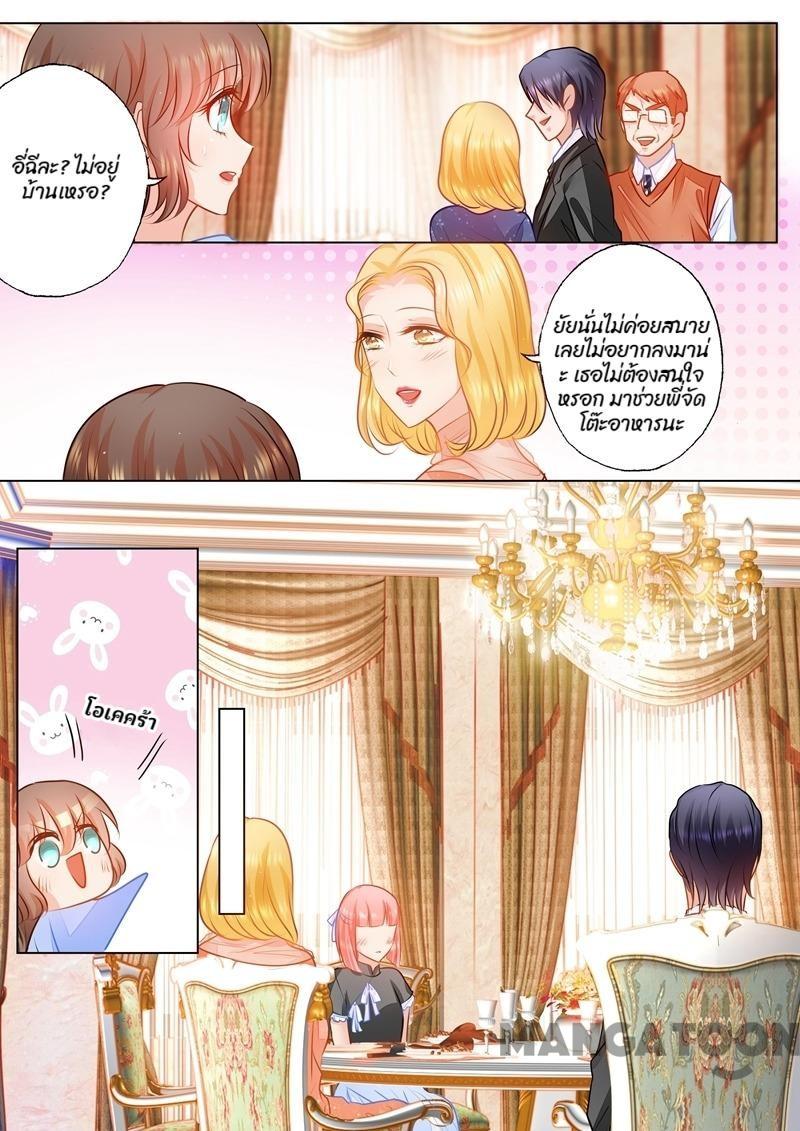 อี่ฉีละ? ไม่อยู่
บ้านเหรอ?
ยัยนั่นไม่ค่อยสบาย
เลยไม่อยากลงมาน่
ะ เธอไม่ต้องสนใจ
หรอก มาช่วยพี่จัด
โต๊ะอาหารนะ
โอเคคร้า
MANGATOON